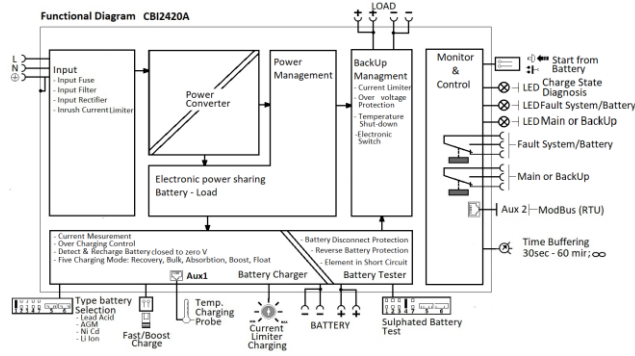 Functional Diagram CBI2420A
LOAD
+ + - -
L
N
Input
- Input Fuse
- Input Filter
- Input Rectifier
- Inrush Current Limiter
Power
Converter
Power
Management
BackUp
Managment
- Current Limiter
- Over voltage
Protection
- Temperature
Shut-down
-Electronic
Switch
Monitor
&
Control
Start from
Battery
LED Charge State
Diagnosis
LED Fault System/Battery
LED Main or BackUp
Fault System/Battery
Main or BackUp
Aux 2 ModBus (RTU)
Time Buffering
30sec - 60 mir; ∞
Electronic power sharing
Battery - Load
- Current Mesurement
- Over Charging Control
- Detect & Recharge Battery closed to zero V
- Five Charging Mode: Recovery, Bulk, Absorbtion, Boost, Float
Aux1
Battery Charger
- Battery Disconnect Protection
- Reverse Battery Protection
- Element in Short Circuit
Battery Tester
Type battery
Selection
- Lead Acid
- AGM
- Ni Cd
- Li Ion
Fast/Boost
Charge
Temp.
Charging
Probe
Current
Limiter
Charging
- - + +
BATTERY
Sulphated Battery
Test